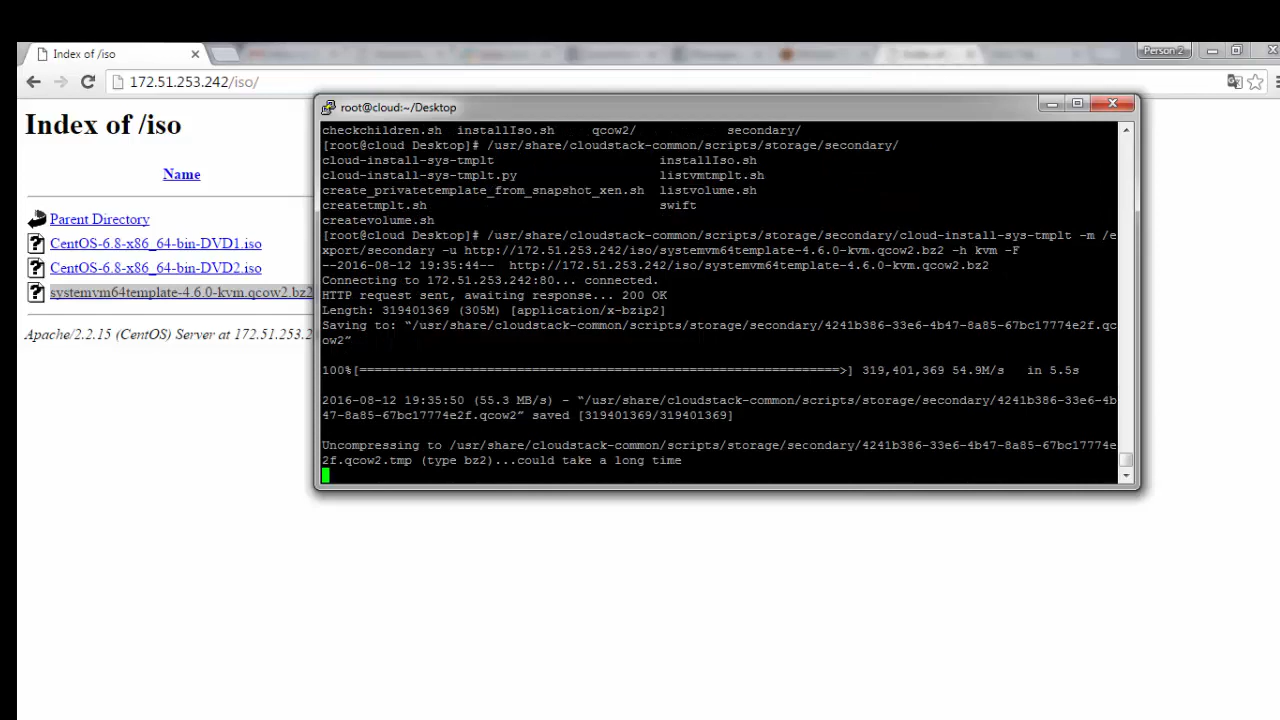 Index of /iso
Person 2
172.51.253.242/iso/
Index of /iso
Name
Parent Directory
CentOS-6.8-x86_64-bin-DVD1.iso
CentOS-6.8-x86_64-bin-DVD2.iso
systemvm64template-4.6.0-kvm.qcow2.bz2
Apache/2.2.15 (CentOS) Server at 172.51.253.2
root@cloud:~/Desktop
checkchildren.sh installIso.sh qcow2/ secondary/
[root@cloud Desktop]# /usr/share/cloudstack-common/scripts/storage/secondary/
cloud-install-sys-tmplt installIso.sh
cloud-install-sys-tmplt.py listvmtmplt.sh
create_privatetemplate_from_snapshot_xen.sh listvolume.sh
createtmplt.sh swift
createvolume.sh
[root@cloud Desktop]# /usr/share/cloudstack-common/scripts/storage/secondary/cloud-install-sys-tmplt -m /e
xport/secondary -u http://172.51.253.242/iso/systemvm64template-4.6.0-kvm.qcow2.bz2 -h kvm -F
--2016-08-12 19:35:44-- http://172.51.253.242/iso/systemvm64template-4.6.0-kvm.qcow2.bz2
Connecting to 172.51.253.242:80... connected.
HTTP request sent, awaiting response... 200 OK
Length: 319401369 (305M) [application/x-bzip2]
Saving to: “/usr/share/cloudstack-common/scripts/storage/secondary/4241b386-33e6-4b47-8a85-67bc17774e2f.qc
ow2”
100%[==============================================================>] 319,401,369 54.9M/s in 5.5s
2016-08-12 19:35:50 (55.3 MB/s) - “/usr/share/cloudstack-common/scripts/storage/secondary/4241b386-33e6-4b
47-8a85-67bc17774e2f.qcow2” saved [319401369/319401369]
Uncompressing to /usr/share/cloudstack-common/scripts/storage/secondary/4241b386-33e6-4b47-8a85-67bc17774e
2f.qcow2.tmp (type bz2)...could take a long time